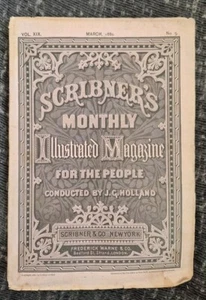 VOL. XIX. MARCH, 1880. No. 5.
SCRIBNER'S
MONTHLY
Illustrated Magazine
FOR THE PEOPLE
CONDUCTED BY J.G. HOLLAND
SCRIBNER & CO. NEW YORK
FREDERICK WARNE & CO.